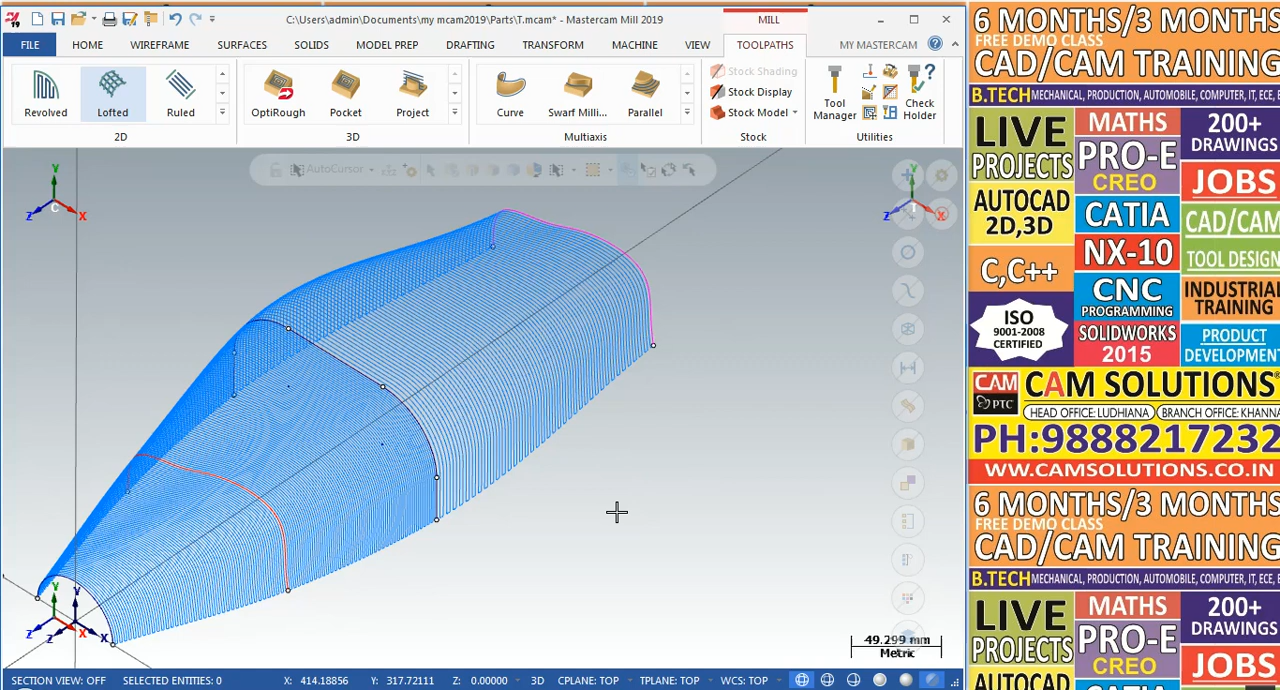 C:\Users\admin\Documents\my mcam2019\Parts\T.mcam* - Mastercam Mill 2019
MILL
19
FILE HOME WIREFRAME SURFACES SOLIDS MODEL PREP DRAFTING TRANSFORM MACHINE VIEW TOOLPATHS MY MASTERCAM
Revolved Lofted Ruled
2D
OptiRough Pocket Project
3D
Curve Swarf Milli... Parallel
Multiaxis
Stock Shading
Stock Display
Stock Model
Stock
Tool Manager
Check Holder
Utilities
AutoCursor
Y
Z C X
Y
Z T X
Y Y
Z Z X X
49.299 mm
Metric
SECTION VIEW: OFF SELECTED ENTITIES: 0 X: 414.18856 Y: 317.72111 Z: 0.00000 3D CPLANE: TOP TPLANE: TOP WCS: TOP
6 MONTHS/3 MONTHS
FREE DEMO CLASS
CAD/CAM TRAINING
B.TECH MECHANICAL, PRODUCTION, AUTOMOBILE, COMPUTER, IT, ECE, E
LIVE
PROJECTS
MATHS
PRO-E
CREO
200+
DRAWINGS
JOBS
AUTOCAD
2D,3D
CATIA
CAD/CAM
NX-10
TOOL DESIGN
C,C++
CNC
PROGRAMMING
INDUSTRIAL
TRAINING
ISO
9001-2008
CERTIFIED
SOLIDWORKS
2015
PRODUCT
DEVELOPMENT
CAM
PTC
CAM SOLUTIONS®
HEAD OFFICE: LUDHIANA BRANCH OFFICE: KHANNA
PH:9888217232
WW.CAMSOLUTIONS.CO.IN
6 MONTHS/3 MONTHS
FREE DEMO CLASS
CAD/CAM TRAINING
B.TECH MECHANICAL, PRODUCTION, AUTOMOBILE, COMPUTER, IT, ECE, E
LIVE
PROJECTS
MATHS
PRO-E
CREO
200+
DRAWINGS
JOBS
AUTOCAD